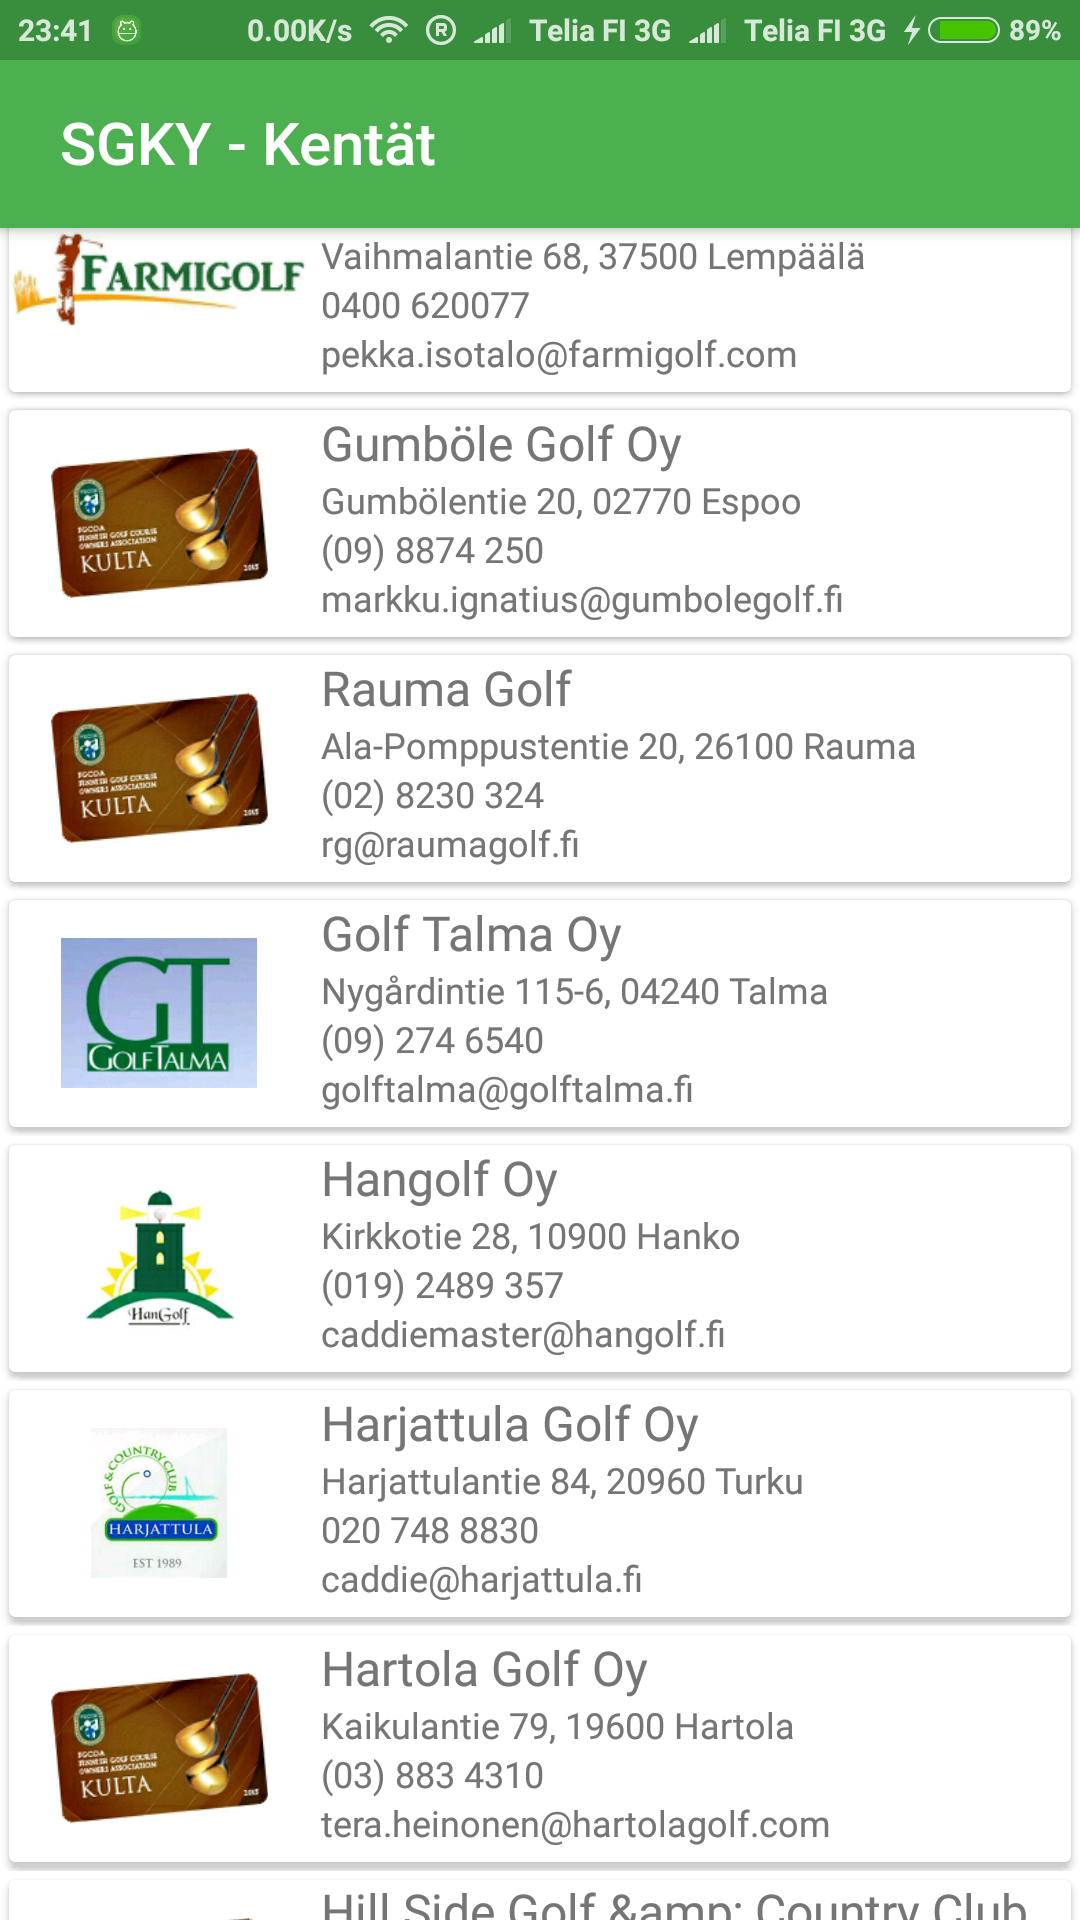 23:41 0.00K/s R Telia FI 3G Telia FI 3G 89%
SGKY - Kentät
FARMIGOLF
Vaihmalantie 68, 37500 Lempäälä
0400 620077
pekka.isotalo@farmigolf.com
Gumböle Golf Oy
Gumbölentie 20, 02770 Espoo
(09) 8874 250
markku.ignatius@gumbolegolf.fi
FGCOA
FINNISH GOLF COURSE
OWNERS ASSOCIATION
KULTA
2015
Rauma Golf
Ala-Pomppustentie 20, 26100 Rauma
(02) 8230 324
rg@raumagolf.fi
FGCOA
FINNISH GOLF COURSE
OWNERS ASSOCIATION
KULTA
2015
Golf Talma Oy
Nygårdintie 115-6, 04240 Talma
(09) 274 6540
golftalma@golftalma.fi
GT
GOLFTALMA
Hangolf Oy
Kirkkotie 28, 10900 Hanko
(019) 2489 357
caddiemaster@hangolf.fi
HanGolf
Harjattula Golf Oy
Harjattulantie 84, 20960 Turku
020 748 8830
caddie@harjattula.fi
GOLF & COUNTRY CLUB
HARJATTULA
EST 1989
Hartola Golf Oy
Kaikulantie 79, 19600 Hartola
(03) 883 4310
tera.heinonen@hartolagolf.com
FGCOA
FINNISH GOLF COURSE
OWNERS ASSOCIATION
KULTA
2015
Hill Side Golf &amp; Country Club